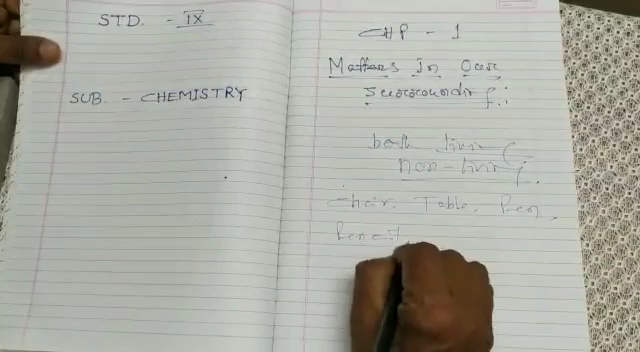 STD. - IX
SUB. - CHEMISTRY
CHP - 1
Matters In Our
Surroundings:
both living
non-living.
Chair, Table, Pen,
Pencil